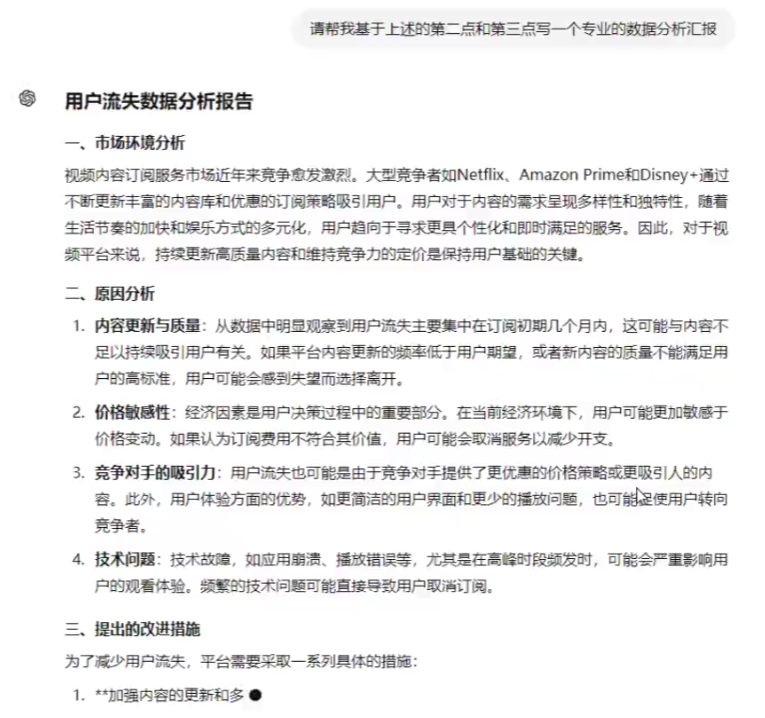 请帮我基于上述的第二点和第三点写一个专业的数据分析汇报
用户流失数据分析报告
一、市场环境分析
视频内容订阅服务市场近年来竞争愈发激烈。大型竞争者如Netflix、Amazon Prime和Disney+通过
不断更新丰富的内容库和优惠的订阅策略吸引用户。用户对于内容的需求呈现多样性和独特性，随着
生活节奏的加快和娱乐方式的多元化，用户趋向于寻求更具个性化和即时满足的服务。因此，对于视
频平台来说，持续更新高质量内容和维持竞争力的定价是保持用户基础的关键。
二、原因分析
1. 内容更新与质量：从数据中明显观察到用户流失主要集中在订阅初期几个月内，这可能与内容不
足以持续吸引用户有关。如果平台内容更新的频率低于用户期望，或者新内容的质量不能满足用
户的高标准，用户可能会感到失望而选择离开。
2. 价格敏感性：经济因素是用户决策过程中的重要部分。在当前经济环境下，用户可能更加敏感于
价格变动。如果认为订阅费用不符合其价值，用户可能会取消服务以减少开支。
3. 竞争对手的吸引力：用户流失也可能是由于竞争对手提供了更优惠的价格策略或更吸引人的内
容。此外，用户体验方面的优势，如更简洁的用户界面和更少的播放问题，也可能促使用户转向
竞争者。
4. 技术问题：技术故障，如应用崩溃、播放错误等，尤其是在高峰时段频发时，可能会严重影响用
户的观看体验。频繁的技术问题可能直接导致用户取消订阅。
三、提出的改进措施
为了减少用户流失，平台需要采取一系列具体的措施：
1. **加强内容的更新和多